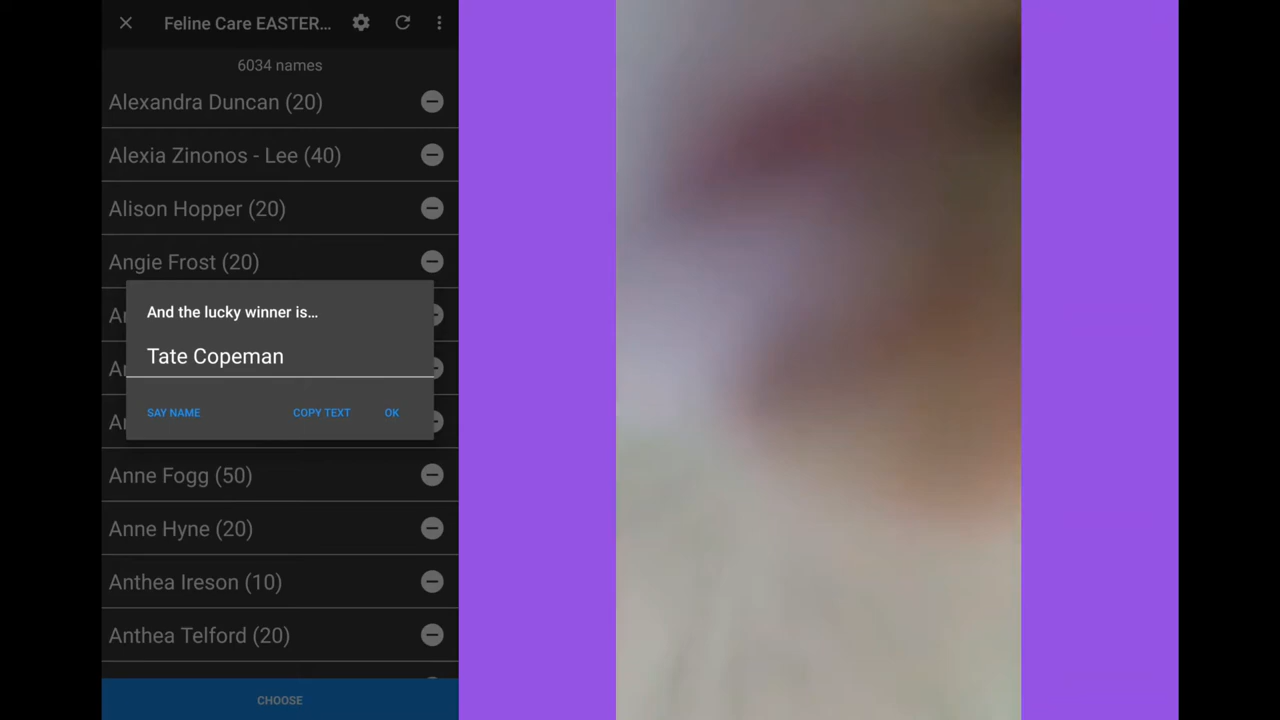 Feline Care EASTER...
6034 names
Alexandra Duncan (20)
Alexia Zinonos - Lee (40)
Alison Hopper (20)
Angie Frost (20)
And the lucky winner is...
Tate Copeman
SAY NAME COPY TEXT OK
Anne Fogg (50)
Anne Hyne (20)
Anthea Ireson (10)
Anthea Telford (20)
CHOOSE